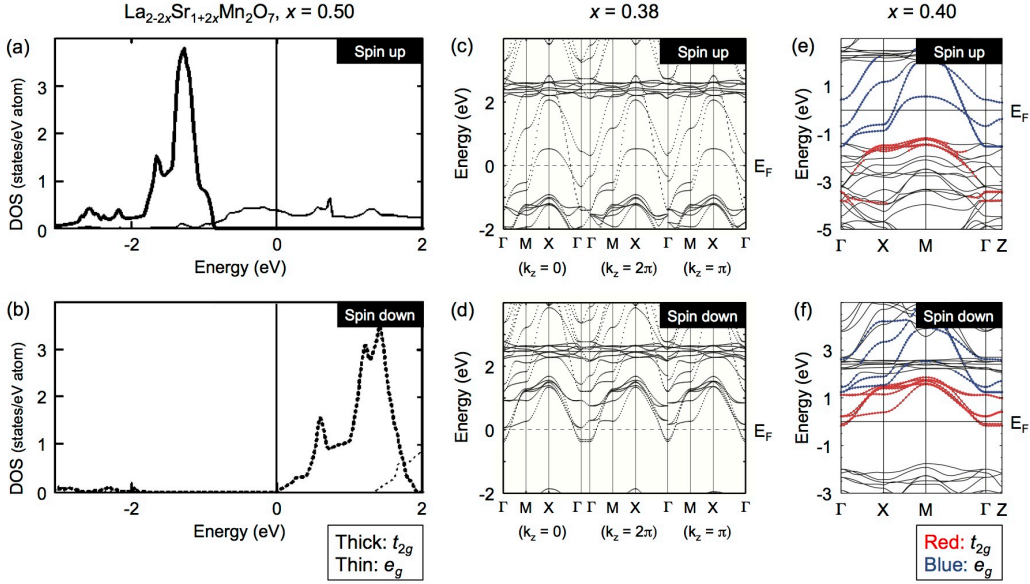 La2-2xSr1+2xMn2O7, x = 0.50
x = 0.38
x = 0.40
(a)
Spin up
DOS (states/eV atom)
3
2
1
0
-2
0
2
Energy (eV)
(b)
Spin down
DOS (states/eV atom)
3
2
1
0
-2
0
2
Energy (eV)
Thick: t2g
Thin: eg
(c)
Spin up
Energy (eV)
2
0
-2
EF
Γ M X Γ Γ M X Γ M X Γ
(kz = 0) (kz = 2π) (kz = π)
(d)
Spin down
Energy (eV)
2
0
-2
EF
Γ M X Γ Γ M X Γ M X Γ
(kz = 0) (kz = 2π) (kz = π)
(e)
Spin up
Energy (eV)
1
-1
-3
-5
EF
Γ X M Γ Z
(f)
Spin down
Energy (eV)
3
1
-1
-3
EF
Γ X M Γ Z
Red: t2g
Blue: eg